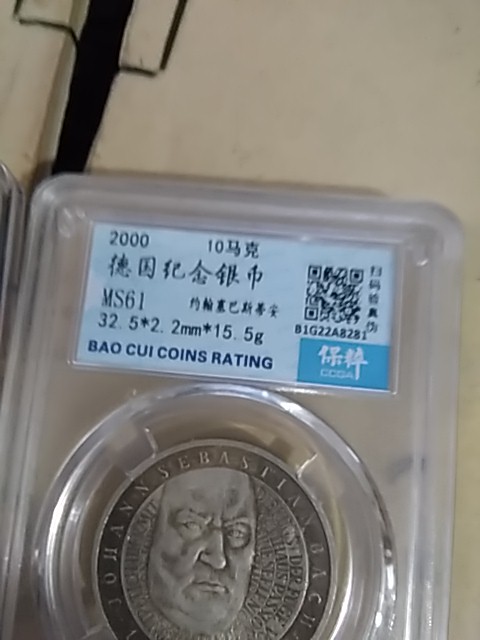 2000 10马克
德国纪念银币
MS61 约翰塞巴斯蒂安
32.5*2.2mm*15.5g
BAO CUI COINS RATING
扫码验真伪
B1G22A8281
保粹
CCGA
JOHANN SEBASTIAN BACH